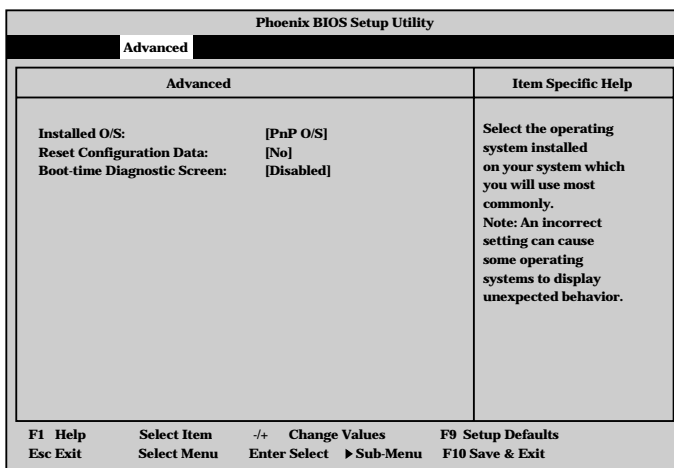 Phoenix BIOS Setup Utility
Advanced
Advanced
Item Specific Help
Installed O/S: [PnP O/S]
Reset Configuration Data: [No]
Boot-time Diagnostic Screen: [Disabled]
Select the operating
system installed
on your system which
you will use most
commonly.
Note: An incorrect
setting can cause
some operating
systems to display
unexpected behavior.
F1 Help Select Item -/+ Change Values F9 Setup Defaults
Esc Exit Select Menu Enter Select ▶ Sub-Menu F10 Save & Exit